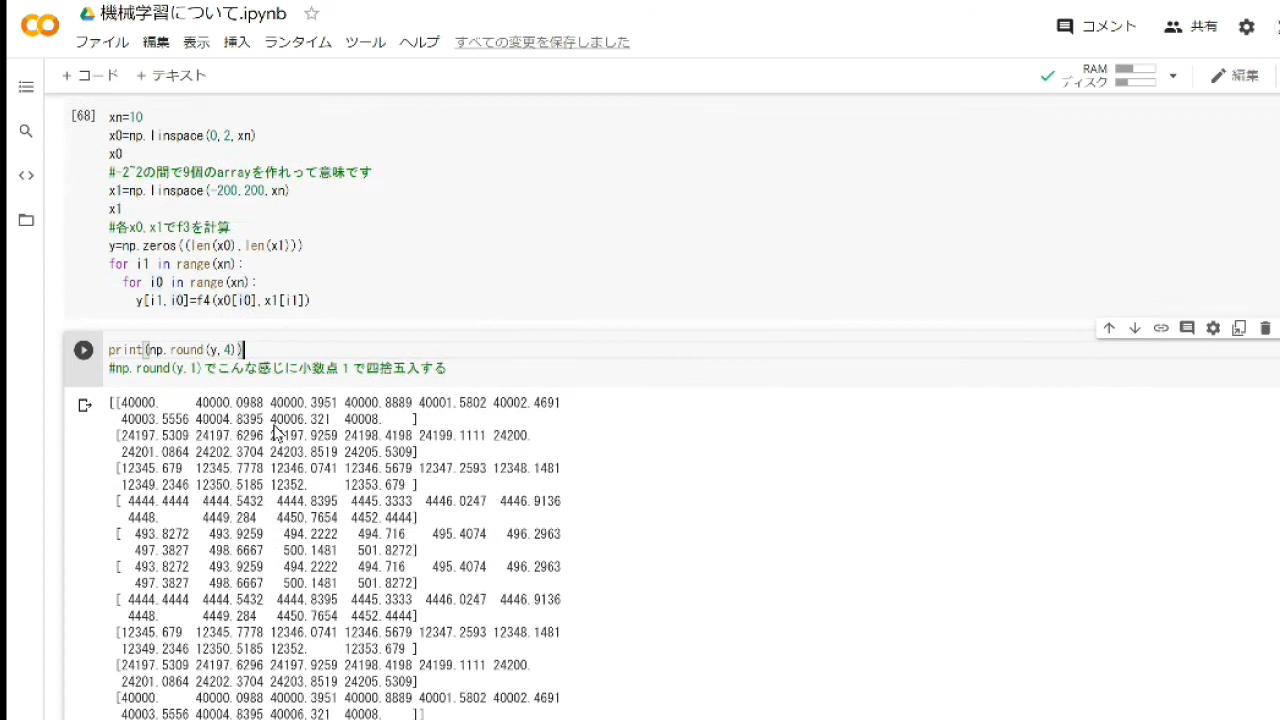 機械学習について.ipynb
ファイル 編集 表示 挿入 ランタイム ツール ヘルプ すべての変更を保存しました
コメント 共有
+ コード + テキスト
RAM
ディスク
編集
[68] xn=10
x0=np.linspace(0,2,xn)
x0
#-2~2の間で9個のarrayを作れって意味です
x1=np.linspace(-200,200,xn)
x1
#各x0,x1でf3を計算
y=np.zeros((len(x0),len(x1)))
for i1 in range(xn):
for i0 in range(xn):
y[i1,i0]=f4(x0[i0],x1[i1])
print(np.round(y,4))
#np.round(y,1)でこんな感じに小数点1で四捨五入する
[[40000. 40000.0988 40000.3951 40000.8889 40001.5802 40002.4691
40003.5556 40004.8395 40006.321 40008. ]
[24197.5309 24197.6296 24197.9259 24198.4198 24199.1111 24200.
24201.0864 24202.3704 24203.8519 24205.5309]
[12345.679 12345.7778 12346.0741 12346.5679 12347.2593 12348.1481
12349.2346 12350.5185 12352. 12353.679 ]
[ 4444.4444 4444.5432 4444.8395 4445.3333 4446.0247 4446.9136
4448. 4449.284 4450.7654 4452.4444]
[ 493.8272 493.9259 494.2222 494.716 495.4074 496.2963
497.3827 498.6667 500.1481 501.8272]
[ 493.8272 493.9259 494.2222 494.716 495.4074 496.2963
497.3827 498.6667 500.1481 501.8272]
[ 4444.4444 4444.5432 4444.8395 4445.3333 4446.0247 4446.9136
4448. 4449.284 4450.7654 4452.4444]
[12345.679 12345.7778 12346.0741 12346.5679 12347.2593 12348.1481
12349.2346 12350.5185 12352. 12353.679 ]
[24197.5309 24197.6296 24197.9259 24198.4198 24199.1111 24200.
24201.0864 24202.3704 24203.8519 24205.5309]
[40000. 40000.0988 40000.3951 40000.8889 40001.5802 40002.4691
40003.5556 40004.8395 40006.321 40008. ]]